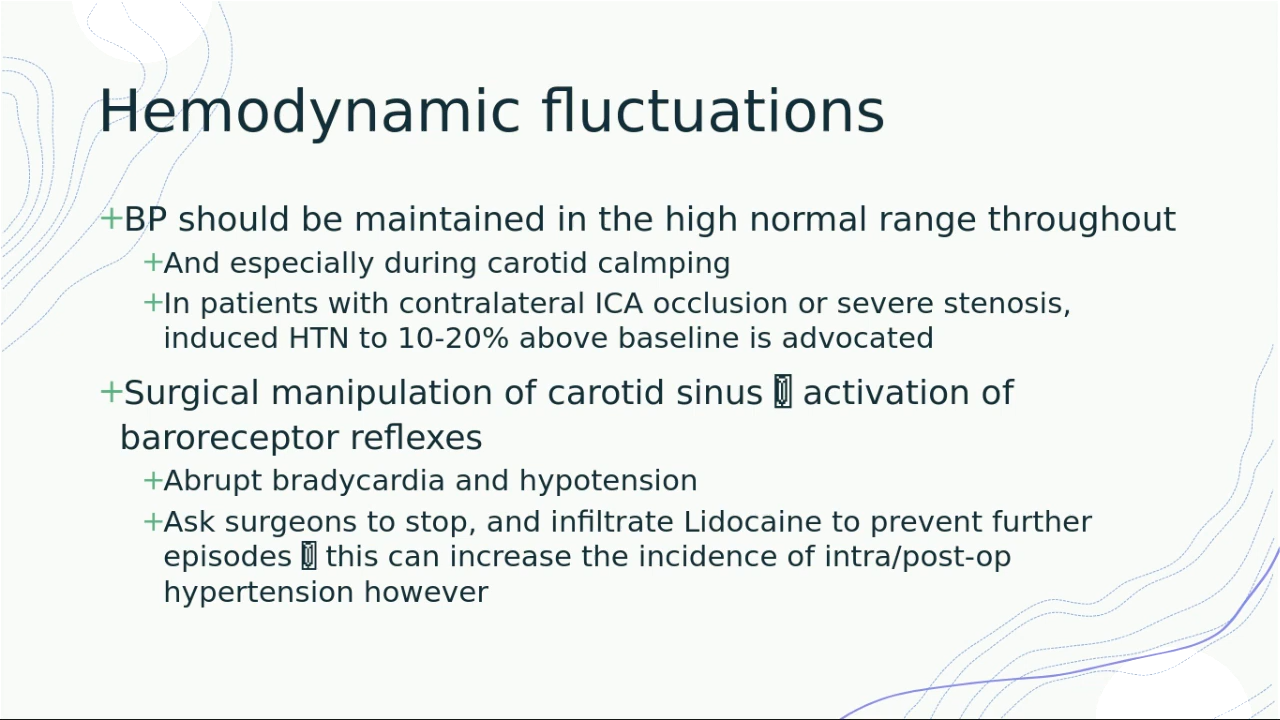 Hemodynamic fluctuations
+BP should be maintained in the high normal range throughout
+And especially during carotid calmping
+In patients with contralateral ICA occlusion or severe stenosis,
induced HTN to 10-20% above baseline is advocated
+Surgical manipulation of carotid sinus  activation of
baroreceptor reflexes
+Abrupt bradycardia and hypotension
+Ask surgeons to stop, and infiltrate Lidocaine to prevent further
episodes  this can increase the incidence of intra/post-op
hypertension however